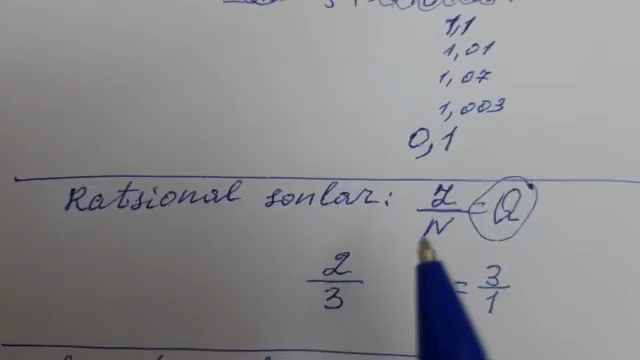 1,1
1,01
1,07
1,003
0,1
Ratsional sonlar: Z/N = Q
2/3 = 3/1